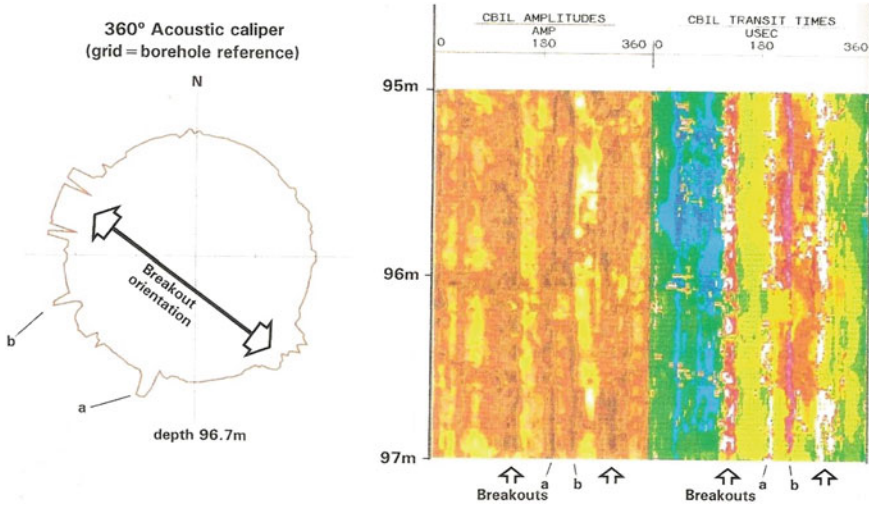 360° Acoustic caliper
(grid = borehole reference)
N
Breakout
orientation
b
a
depth 96.7m
CBIL AMPLITUDES
AMP
0 180 360
CBIL TRANSIT TIMES
USEC
0 180 360
95m
96m
97m
a b
Breakouts
a b
Breakouts